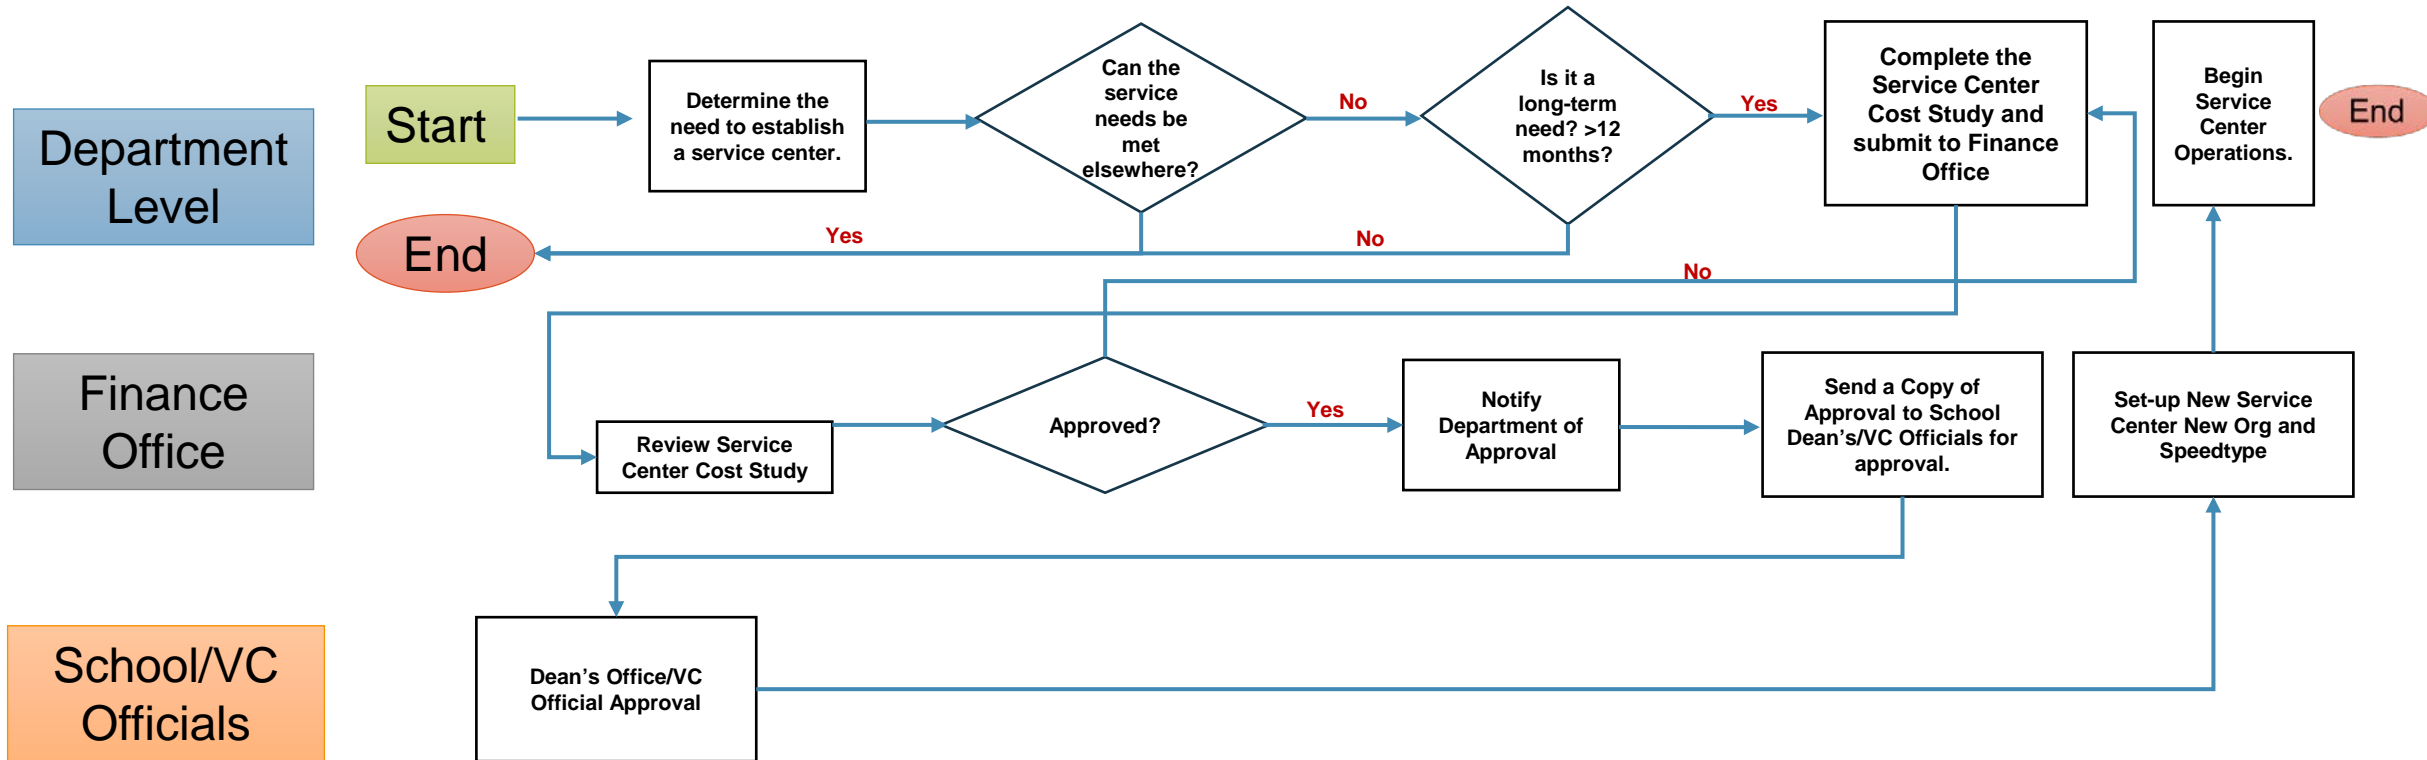 Department
Level
Start
Determine the
need to establish
a service center.
Can the
service
needs be
met
elsewhere?
No
Is it a
long-term
need? >12
months?
Yes
Complete the
Service Center
Cost Study and
submit to Finance
Office
Begin
Service
Center
Operations.
End
End
Yes
No
No
Finance
Office
Review Service
Center Cost Study
Approved?
Yes
Notify
Department of
Approval
Send a Copy of
Approval to School
Dean’s/VC Officials for
approval.
Set-up New Service
Center New Org and
Speedtype
School/VC
Officials
Dean’s Office/VC
Official Approval